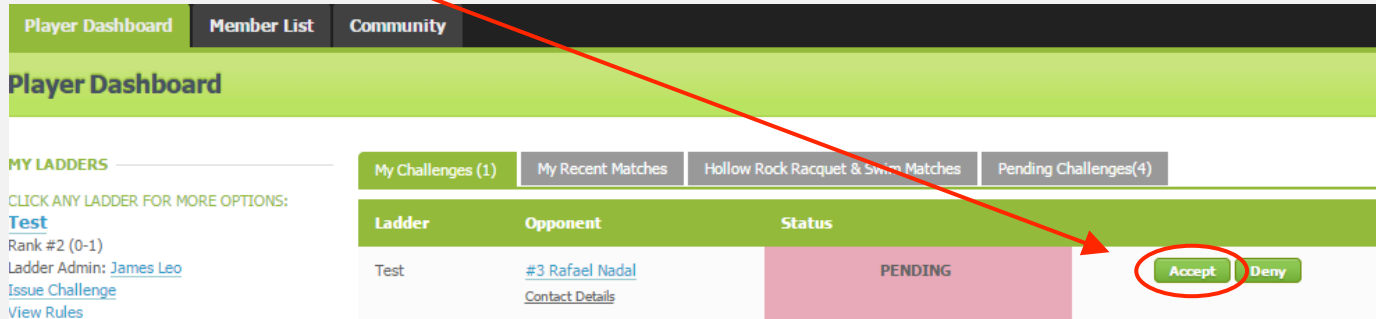 Player Dashboard Member List Community
Player Dashboard
MY LADDERS
CLICK ANY LADDER FOR MORE OPTIONS:
Test
Rank #2 (0-1)
Ladder Admin: James Leo
Issue Challenge
View Rules
My Challenges (1) My Recent Matches Hollow Rock Racquet & Swim Matches Pending Challenges(4)
Ladder Opponent Status
Test #3 Rafael Nadal PENDING Accept Deny
Contact Details